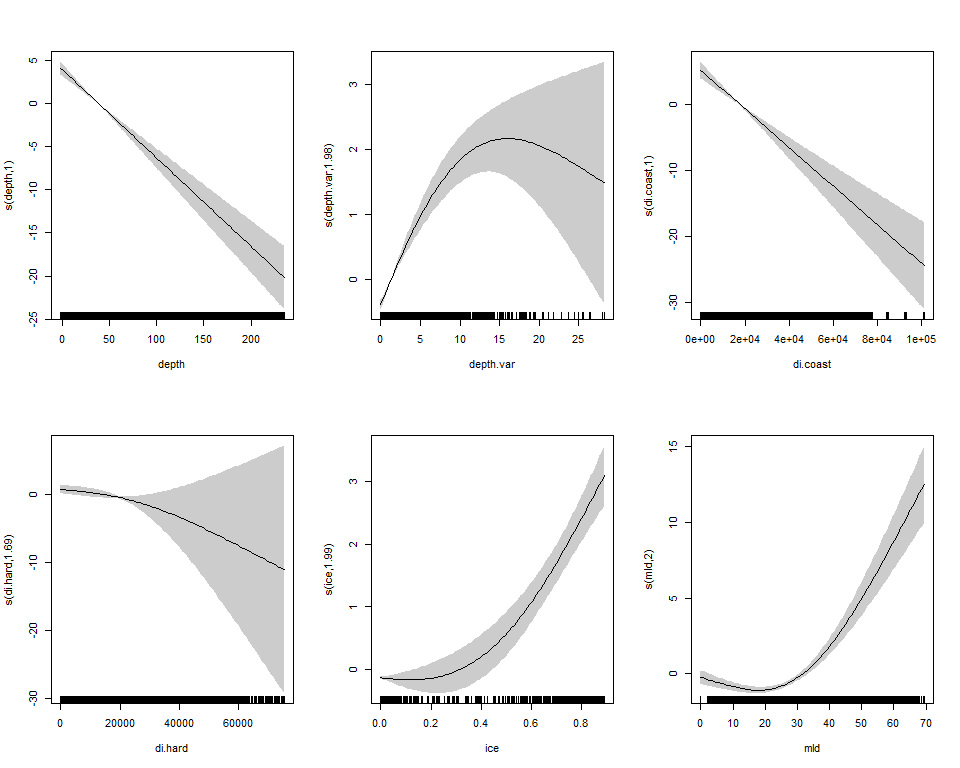 s(depth,1)
5
0
-5
-10
-15
-20
-25
0 50 100 150 200
depth
s(depth.var,1.98)
3
2
1
0
0 5 10 15 20 25
depth.var
s(di.coast,1)
0
-10
-20
-30
0e+00 2e+04 4e+04 6e+04 8e+04 1e+05
di.coast
s(di.hard,1.69)
0
-10
-20
-30
0 20000 40000 60000
di.hard
s(ice,1.99)
3
2
1
0
0.0 0.2 0.4 0.6 0.8
ice
s(mld,2)
15
10
5
0
0 10 20 30 40 50 60 70
mld